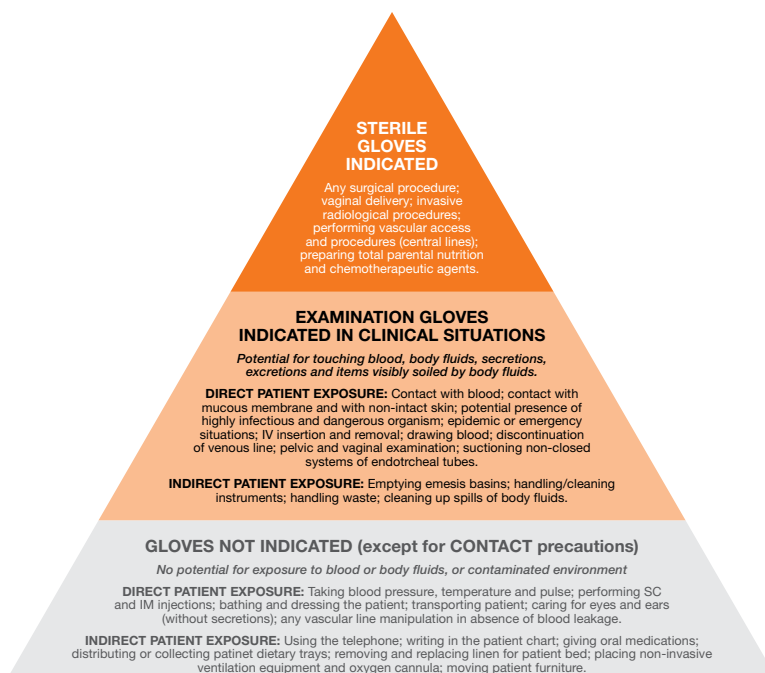 STERILE
GLOVES
INDICATED
Any surgical procedure;
vaginal delivery; invasive
radiological procedures;
performing vascular access
and procedures (central lines);
preparing total parental nutrition
and chemotherapeutic agents.
EXAMINATION GLOVES
INDICATED IN CLINICAL SITUATIONS
Potential for touching blood, body fluids, secretions,
excretions and items visibly soiled by body fluids.
DIRECT PATIENT EXPOSURE: Contact with blood; contact with
mucous membrane and with non-intact skin; potential presence of
highly infectious and dangerous organism; epidemic or emergency
situations; IV insertion and removal; drawing blood; discontinuation
of venous line; pelvic and vaginal examination; suctioning non-closed
systems of endotrcheal tubes.
INDIRECT PATIENT EXPOSURE: Emptying emesis basins; handling/cleaning
instruments; handling waste; cleaning up spills of body fluids.
GLOVES NOT INDICATED (except for CONTACT precautions)
No potential for exposure to blood or body fluids, or contaminated environment
DIRECT PATIENT EXPOSURE: Taking blood pressure, temperature and pulse; performing SC
and IM injections; bathing and dressing the patient; transporting patient; caring for eyes and ears
(without secretions); any vascular line manipulation in absence of blood leakage.
INDIRECT PATIENT EXPOSURE: Using the telephone; writing in the patient chart; giving oral medications;
distributing or collecting patinet dietary trays; removing and replacing linen for patient bed; placing non-invasive
ventilation equipment and oxygen cannula; moving patient furniture.